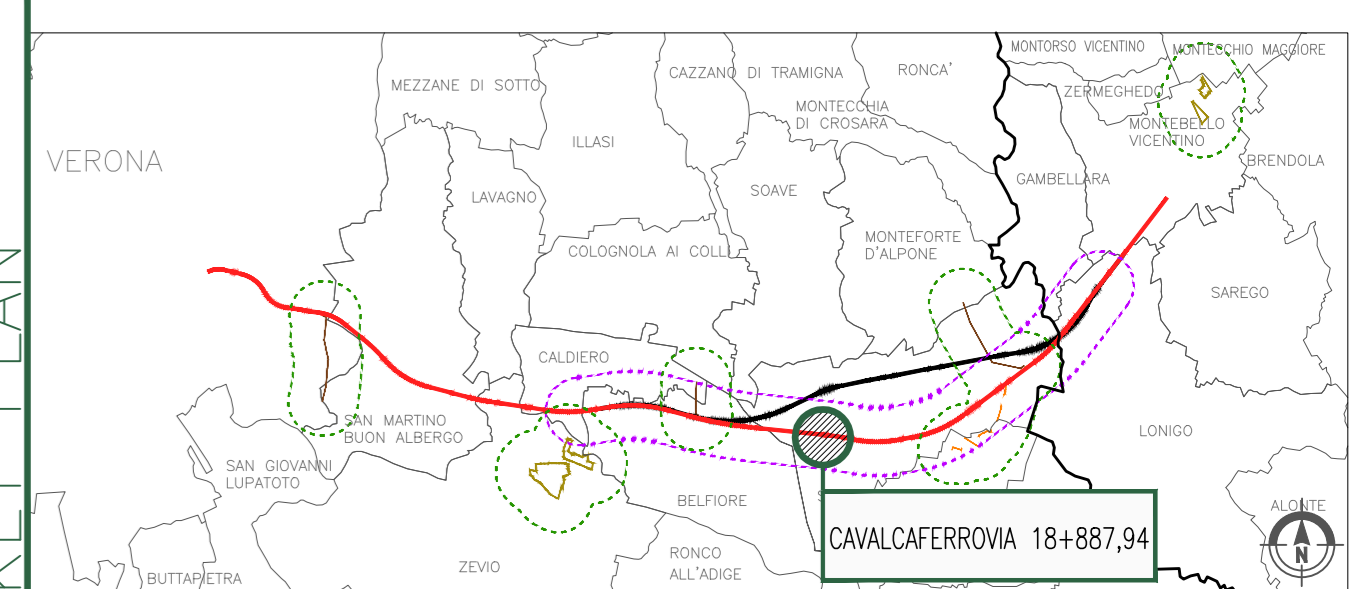 MONTORSO VICENTINO
MONTECCHIO MAGGIORE
MEZZANE DI SOTTO
CAZZANO DI TRAMIGNA
RONCA'
ZERMEGHEDO
MONTECCHIA
DI CROSARA
MONTEBELLO
VICENTINO
ILLASI
VERONA
BRENDOLA
GAMBELLARA
LAVAGNO
SOAVE
MONTEFORTE
D'ALPONE
COLOGNOLA AI COLLI
SAREGO
CALDIERO
SAN MARTINO
BUON ALBERGO
LONIGO
SAN GIOVANNI
LUPATOTO
BELFIORE
ALONTE
CAVALCAFERROVIA 18+887,94
N
RONCO
ALL'ADIGE
ZEVIO
BUTTAPIETRA